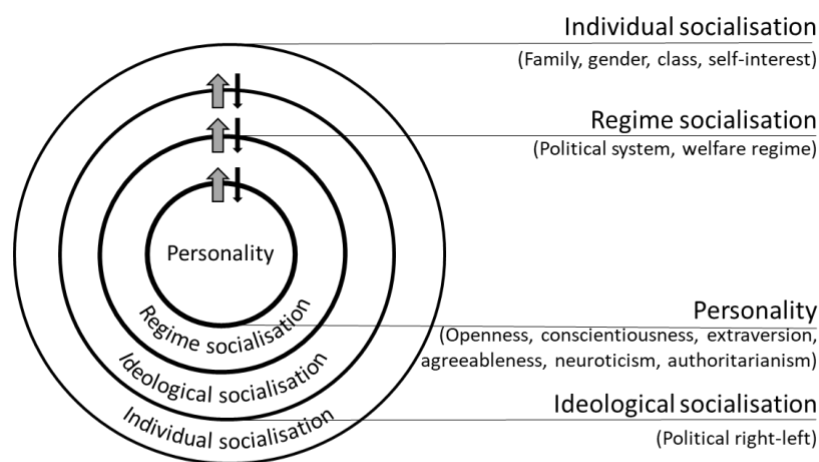 Individual socialisation
(Family, gender, class, self-interest)
Regime socialisation
(Political system, welfare regime)
Personality
Regime socialisation
Ideological socialisation
Individual socialisation
Personality
(Openness, conscientiousness, extraversion,
agreeableness, neuroticism, authoritarianism)
Ideological socialisation
(Political right-left)